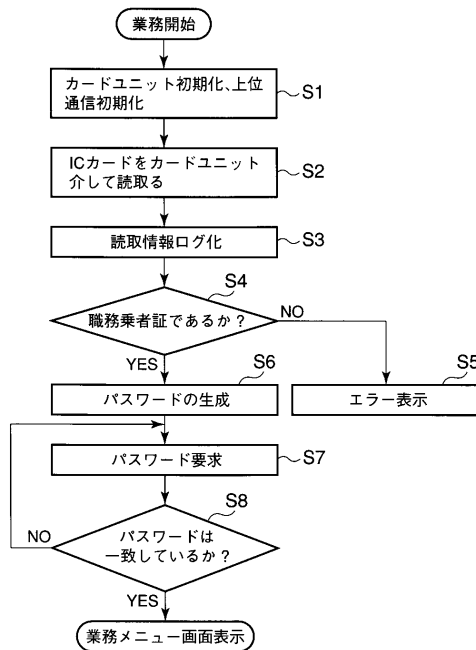 業務開始
カードユニット初期化、上位
通信初期化
S1
ICカードをカードユニット
介して読取る
S2
読取情報ログ化
S3
S4
職務乗者証であるか?
NO
YES
S6
パスワードの生成
S5
エラー表示
パスワード要求
S7
S8
パスワードは
一致しているか?
NO
YES
業務メニュー画面表示